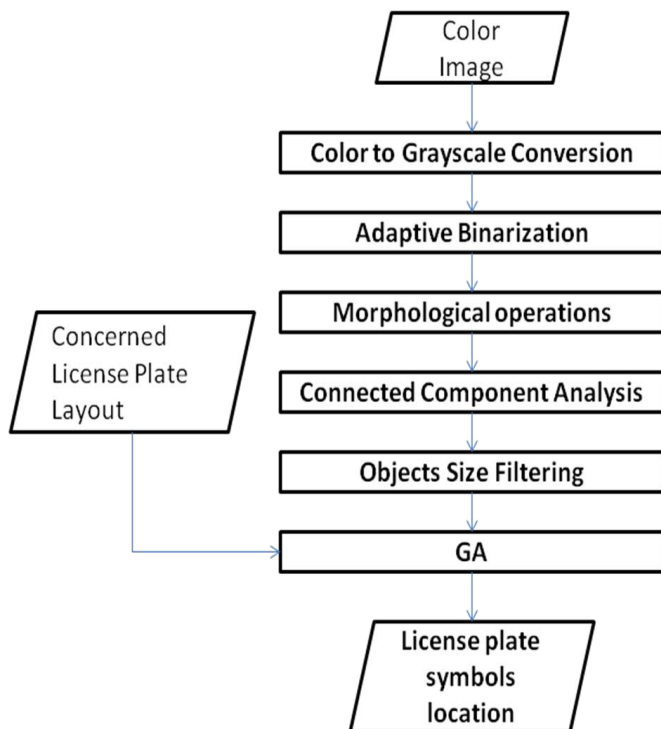 Color
Image
Color to Grayscale Conversion
Adaptive Binarization
Morphological operations
Concerned
License Plate
Layout
Connected Component Analysis
Objects Size Filtering
GA
License plate
symbols
location